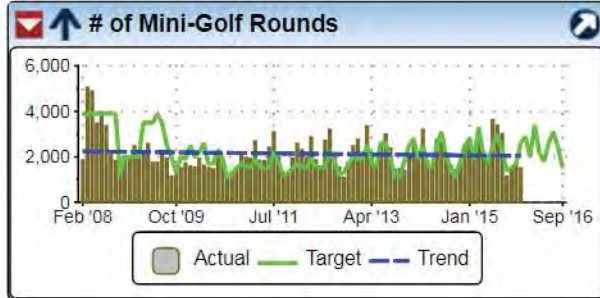 # of Mini-Golf Rounds
6,000
4,000
2,000
0
Feb '08 Oct '09 Jul '11 Apr '13 Jan '15 Sep '16
Actual Target Trend